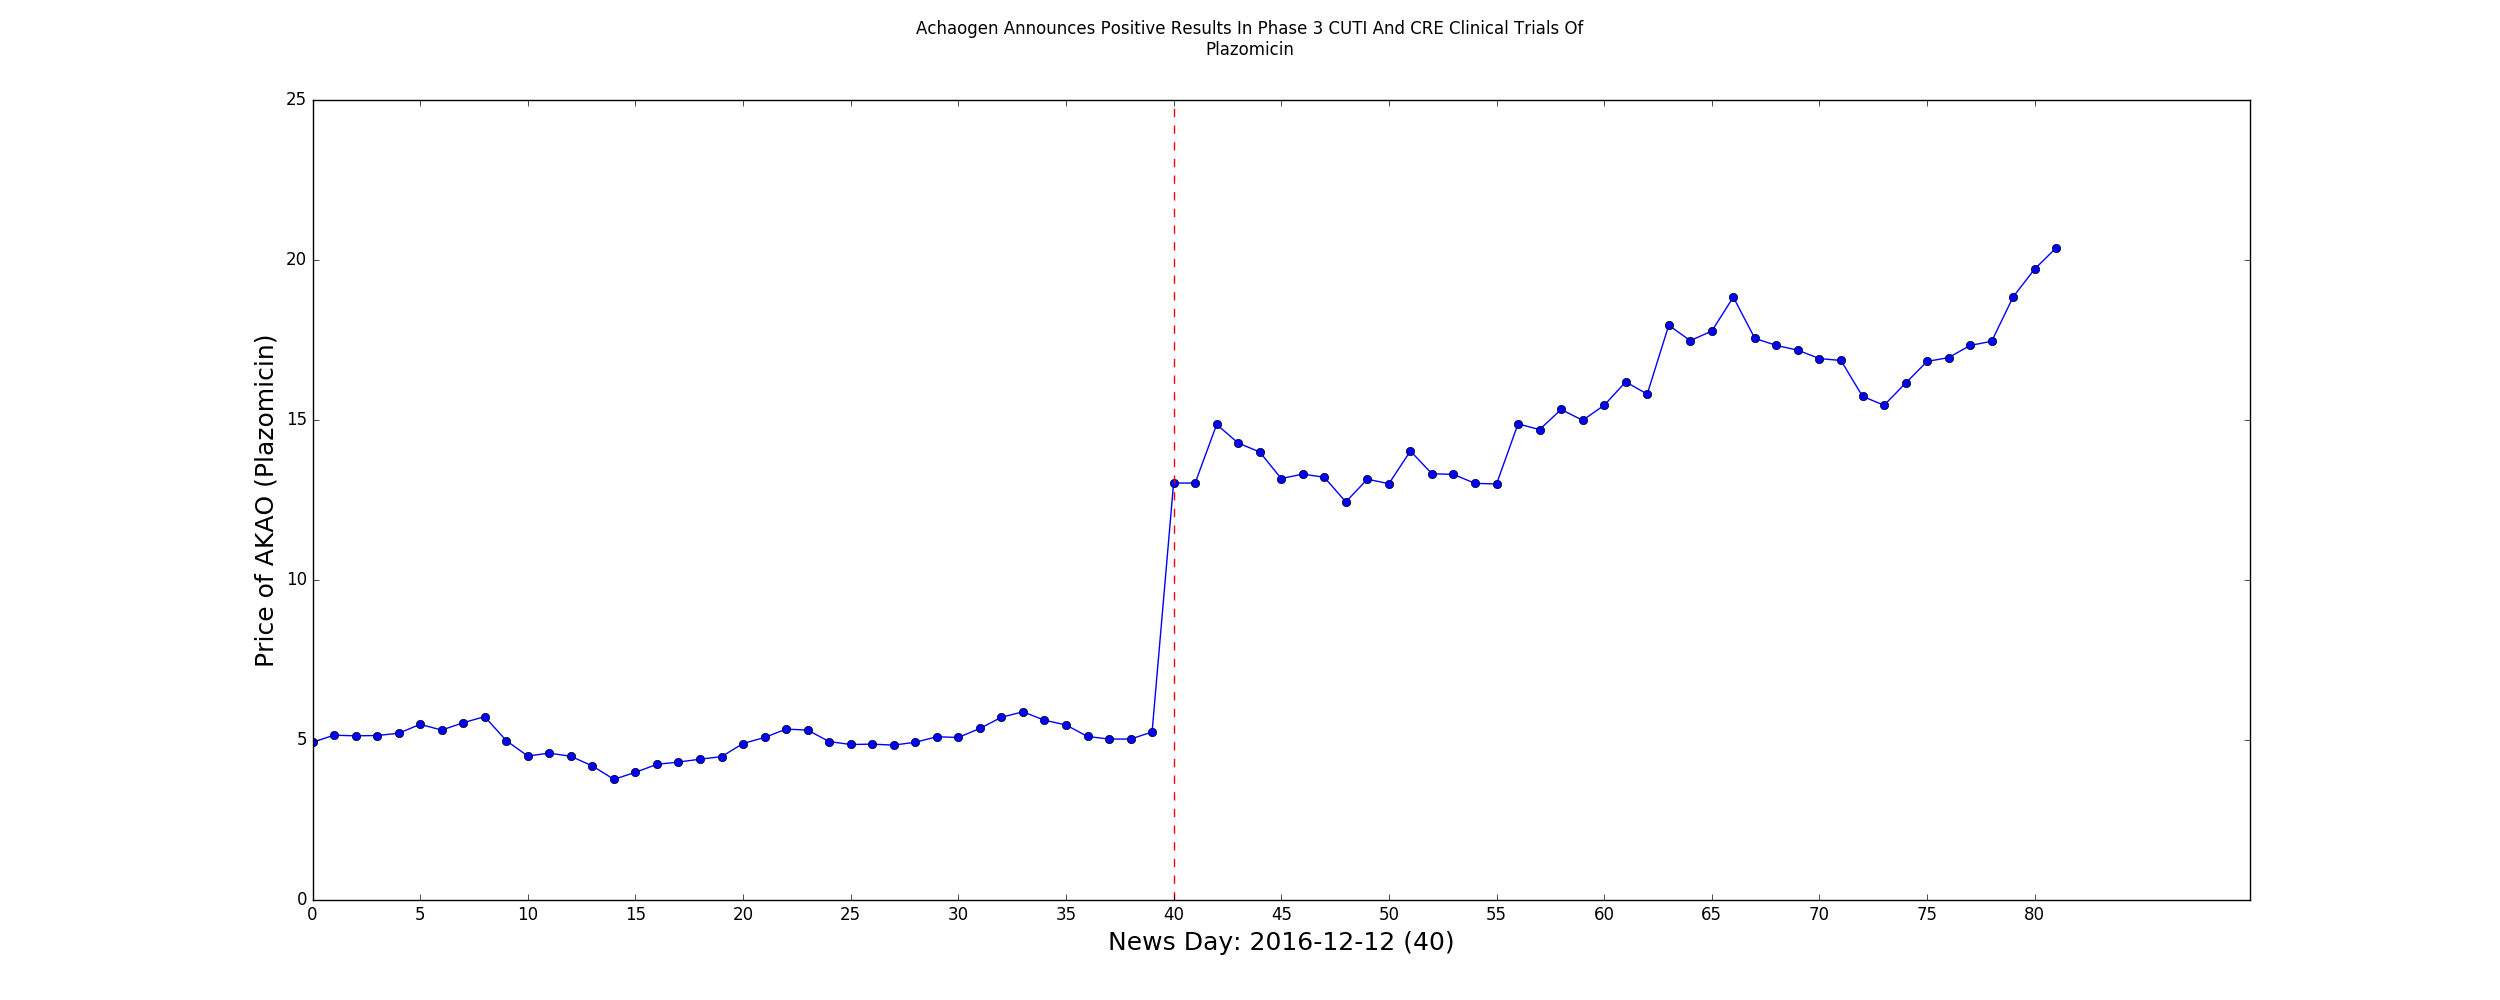 Achaogen Announces Positive Results In Phase 3 CUTI And CRE Clinical Trials Of
Plazomicin
25
20
15
10
5
0
Price of AKAO (Plazomicin)
0 5 10 15 20 25 30 35 40 45 50 55 60 65 70 75 80
News Day: 2016-12-12 (40)